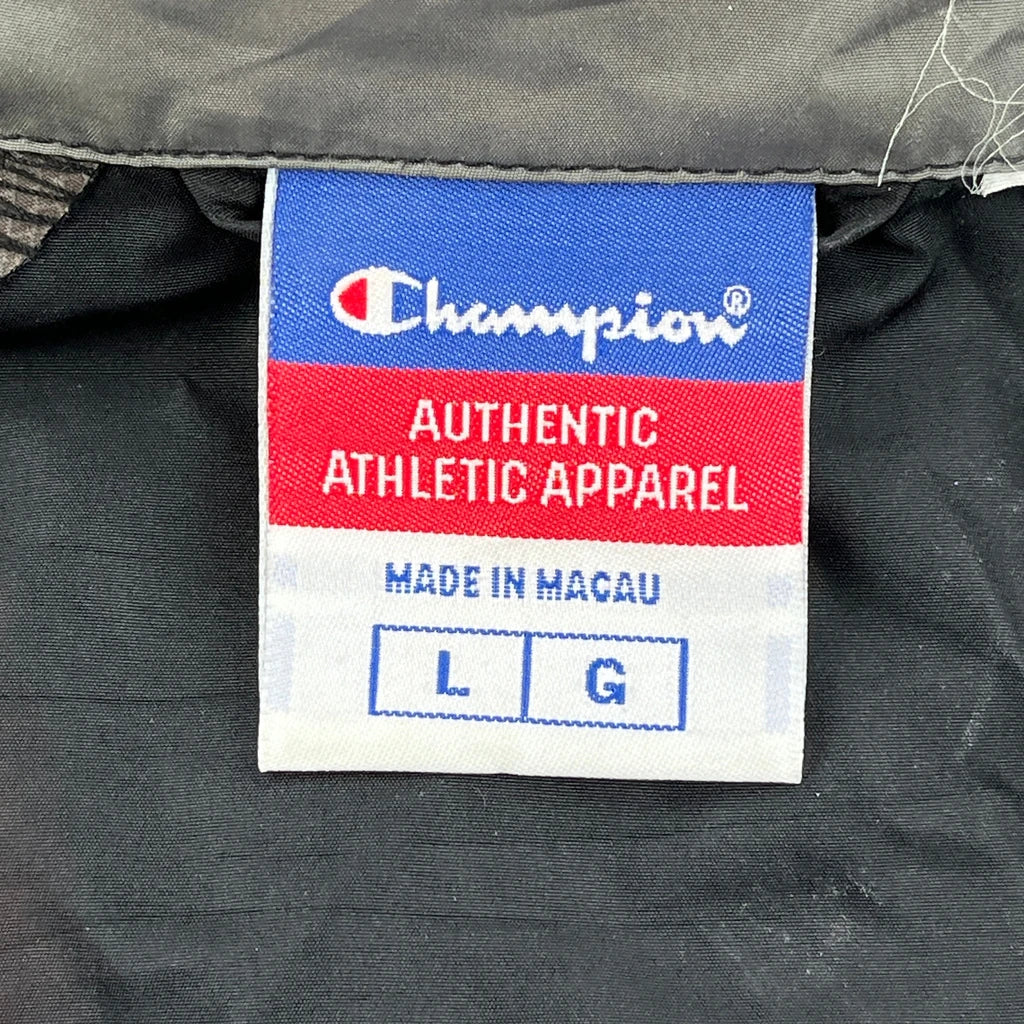 Champion®
AUTHENTIC
ATHLETIC APPAREL
MADE IN MACAU
L G